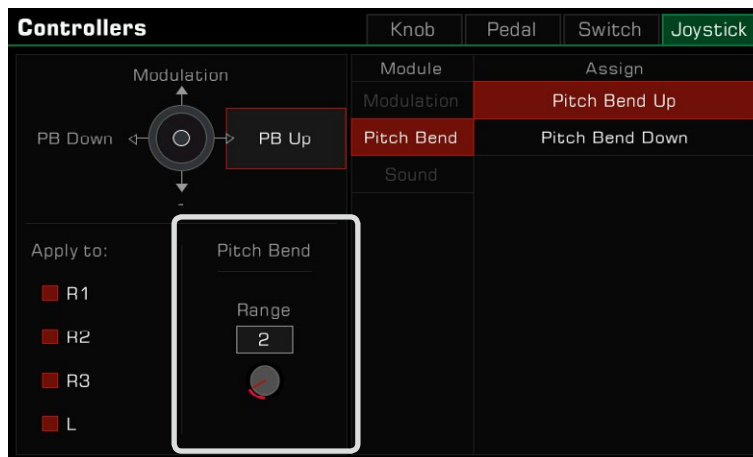 Controllers
Knob
Pedal
Switch
Joystick
Modulation
PB Down
PB Up
-
Module
Assign
Modulation
Pitch Bend Up
Pitch Bend
Pitch Bend Down
Sound
Apply to:
R1
R2
R3
L
Pitch Bend
Range
2